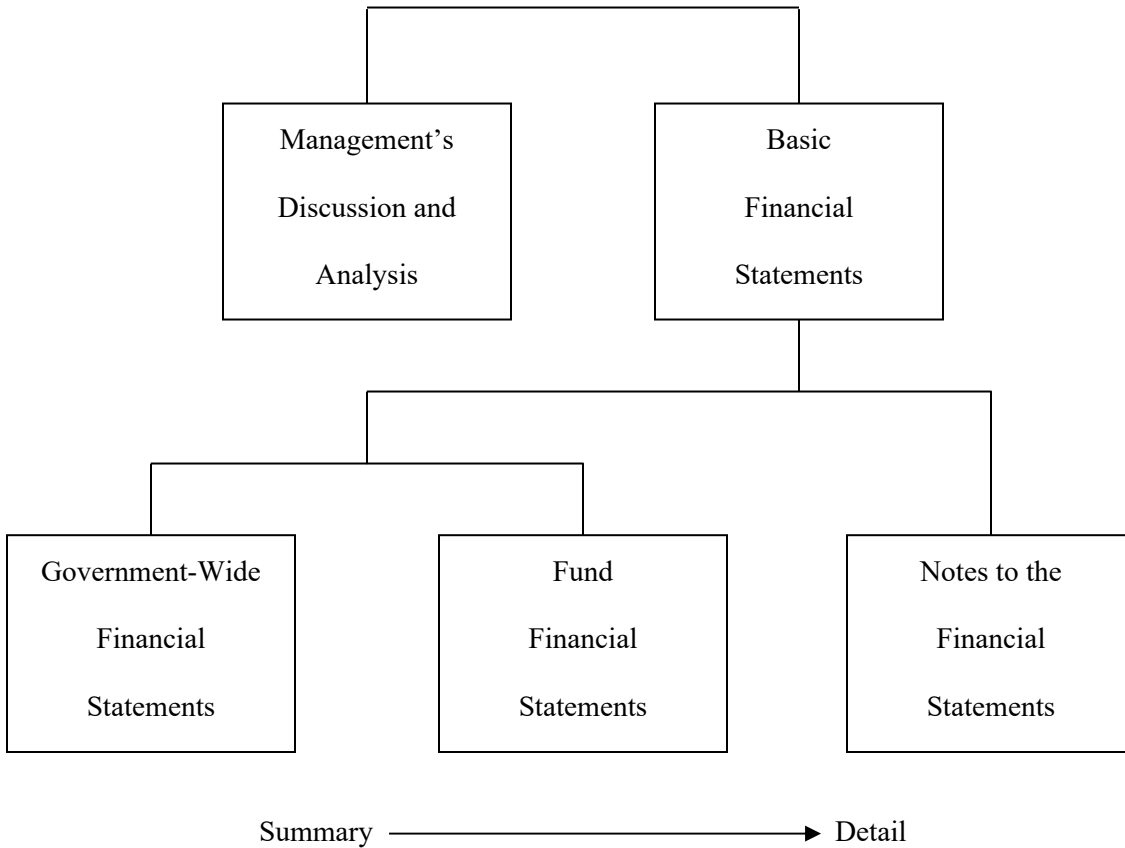 Management’s
Discussion and
Analysis
Basic
Financial
Statements
Government-Wide
Financial
Statements
Fund
Financial
Statements
Notes to the
Financial
Statements
Summary
Detail